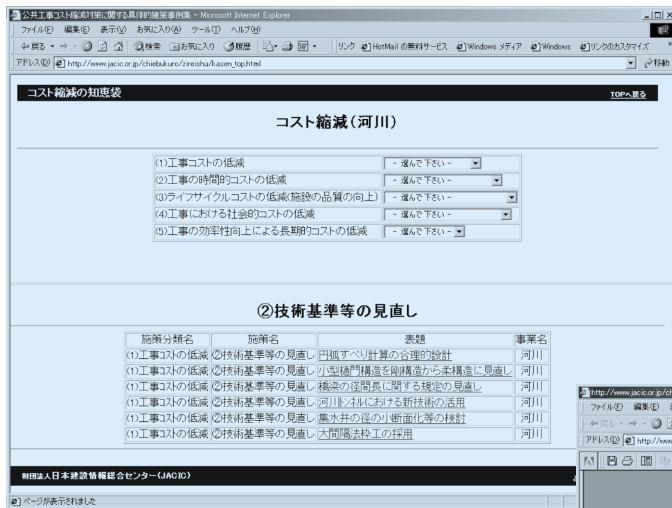 公共工事コスト縮減対策に関する具体的施策事例集 - Microsoft Internet Explorer
ファイル(F) 編集(E) 表示(V) お気に入り(A) ツール(T) ヘルプ(H)
戻る 検索 お気に入り 履歴 リンク HotMail の無料サービス Windows メディア Windows リンクのカスタマイズ
アドレス(D) http://www.jacic.or.jp/chiebukuro/zireishu/kasen_top.html 移動
コスト縮減の知恵袋 TOPへ戻る
コスト縮減(河川)
(1)工事コストの低減 - 選んで下さい -
(2)工事の時間的コストの低減 - 選んで下さい -
(3)ライフサイクルコストの低減(施設の品質の向上) - 選んで下さい -
(4)工事における社会的コストの低減 - 選んで下さい -
(5)工事の効率性向上による長期的コストの低減 - 選んで下さい -
②技術基準等の見直し
施策分類名 施策名 表題 事業名
(1)工事コストの低減 ②技術基準等の見直し 円弧すべり計算の合理的設計 河川
(1)工事コストの低減 ②技術基準等の見直し 小型樋門構造を剛構造から柔構造に見直し 河川
(1)工事コストの低減 ②技術基準等の見直し 橋梁の径間長に関する規定の見直し 河川
(1)工事コストの低減 ②技術基準等の見直し 河川トンネルにおける新技術の活用 河川
(1)工事コストの低減 ②技術基準等の見直し 集水井の径の小断面化等の検討 河川
(1)工事コストの低減 ②技術基準等の見直し 大間隔法枠工の採用 河川
財団法人日本建設情報総合センター(JACIC)
ページが表示されました
http://www.jacic.or.jp/ch
ファイル(F) 編集(E)
戻る
アドレス(D) http://www